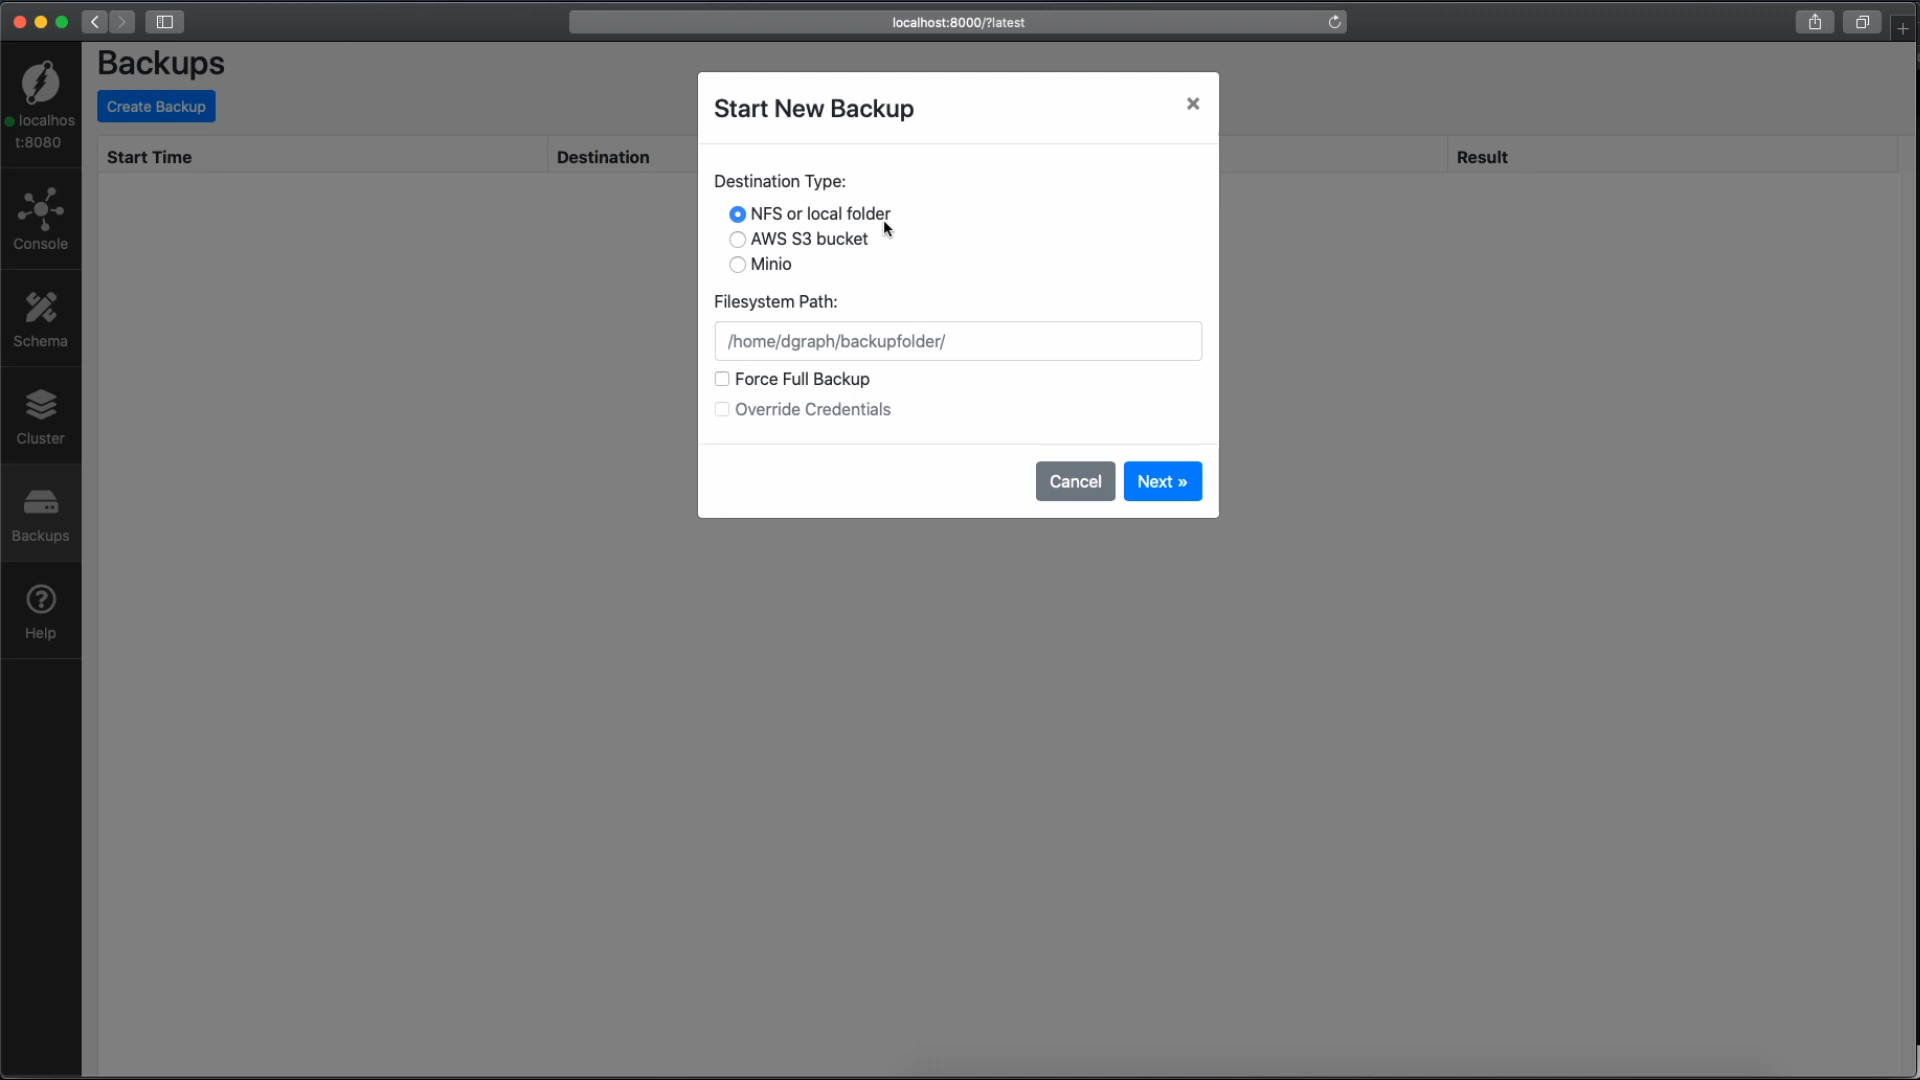 localhost:8000/?latest
localhos
t:8080
Console
Schema
Cluster
Backups
Help
Backups
Create Backup
Start Time
Destination
Result
Start New Backup
×
Destination Type:
NFS or local folder
AWS S3 bucket
Minio
Filesystem Path:
/home/dgraph/backupfolder/
Force Full Backup
Override Credentials
Cancel
Next »